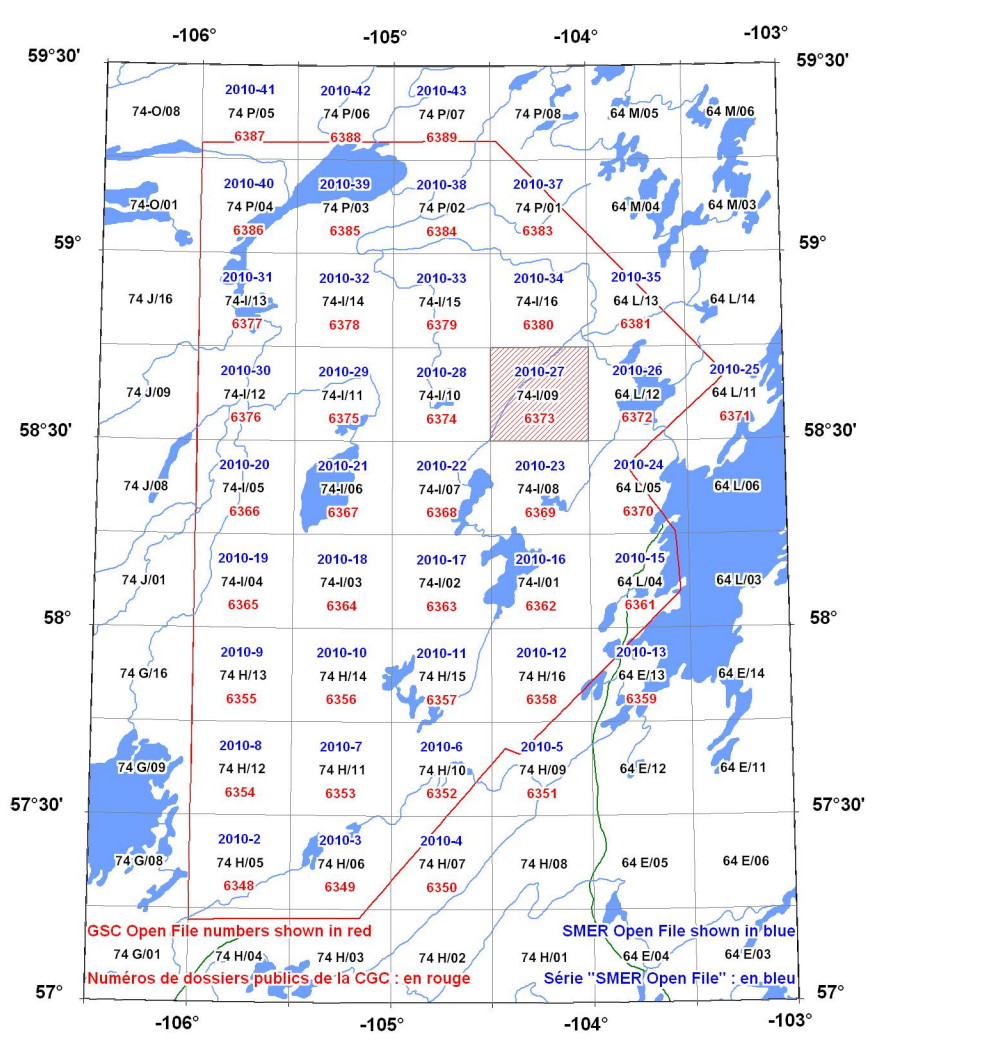 -106° -105° -104° -103°
59°30' 59°30'
2010-41 2010-42 2010-43
74-O/08 74 P/05 74 P/06 74 P/07 74 P/08 64 M/05 64 M/06
6387 6388 6389
2010-40 2010-39 2010-38 2010-37
74-O/01 74 P/04 74 P/03 74 P/02 74 P/01 64 M/04 64 M/03
6386 6385 6384 6383
59° 59°
2010-31 2010-32 2010-33 2010-34 2010-35
74 J/16 74-I/13 74-I/14 74-I/15 74-I/16 64 L/13 64 L/14
6377 6378 6379 6380 6381
2010-30 2010-29 2010-28 2010-27 2010-26 2010-25
74 J/09 74-I/12 74-I/11 74-I/10 74-I/09 64 L/12 64 L/11
6376 6375 6374 6373 6372 6371
58°30' 58°30'
2010-20 2010-21 2010-22 2010-23 2010-24
74 J/08 74-I/05 74-I/06 74-I/07 74-I/08 64 L/05 64 L/06
6366 6367 6368 6369 6370
2010-19 2010-18 2010-17 2010-16 2010-15
74 J/01 74-I/04 74-I/03 74-I/02 74-I/01 64 L/04 64 L/03
6365 6364 6363 6362 6361
58° 58°
2010-9 2010-10 2010-11 2010-12 2010-13
74 G/16 74 H/13 74 H/14 74 H/15 74 H/16 64 E/13 64 E/14
6355 6356 6357 6358 6359
2010-8 2010-7 2010-6 2010-5
74 G/09 74 H/12 74 H/11 74 H/10 74 H/09 64 E/12 64 E/11
6354 6353 6352 6351
57°30' 57°30'
2010-2 2010-3 2010-4
74 G/08 74 H/05 74 H/06 74 H/07 74 H/08 64 E/05 64 E/06
6348 6349 6350
GSC Open File numbers shown in red SMER Open File shown in blue
74 G/01 74 H/04 74 H/03 74 H/02 74 H/01 64 E/04 64 E/03
Numéros de dossiers publics de la CGC : en rouge Série "SMER Open File" : en bleu
57° 57°
-106° -105° -104° -103°